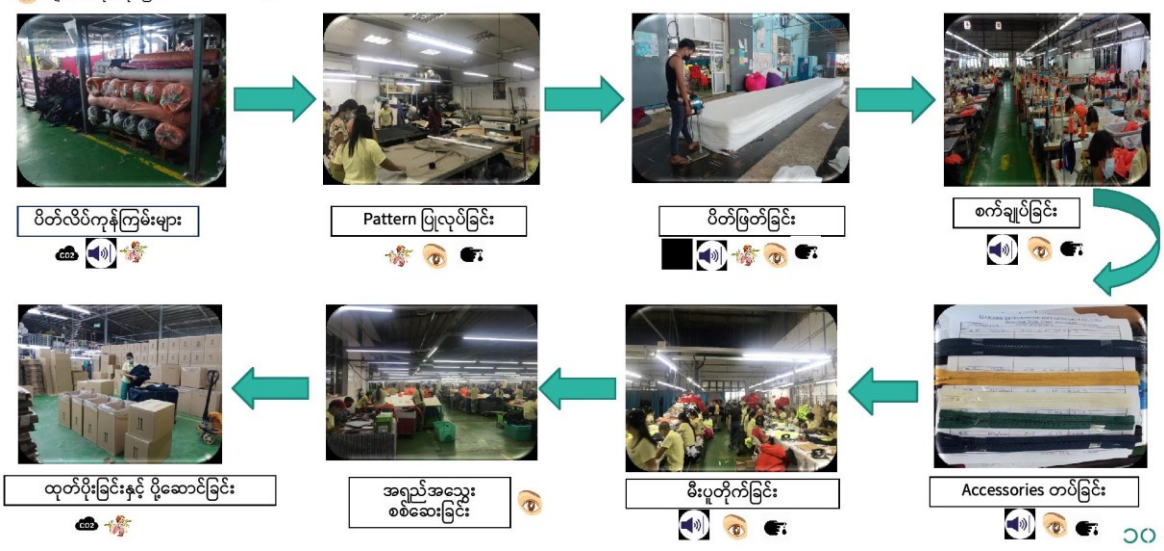 ပိတ်လိပ်ကုန်ကြမ်းများ
Pattern ပြုလုပ်ခြင်း
ပိတ်ဖြတ်ခြင်း
စက်ချုပ်ခြင်း
CO2
ထုတ်ပိုးခြင်းနှင့် ပို့ဆောင်ခြင်း
အရည်အသွေး
စစ်ဆေးခြင်း
မီးပူတိုက်ခြင်း
Accessories တပ်ခြင်း
CO2
၁၀